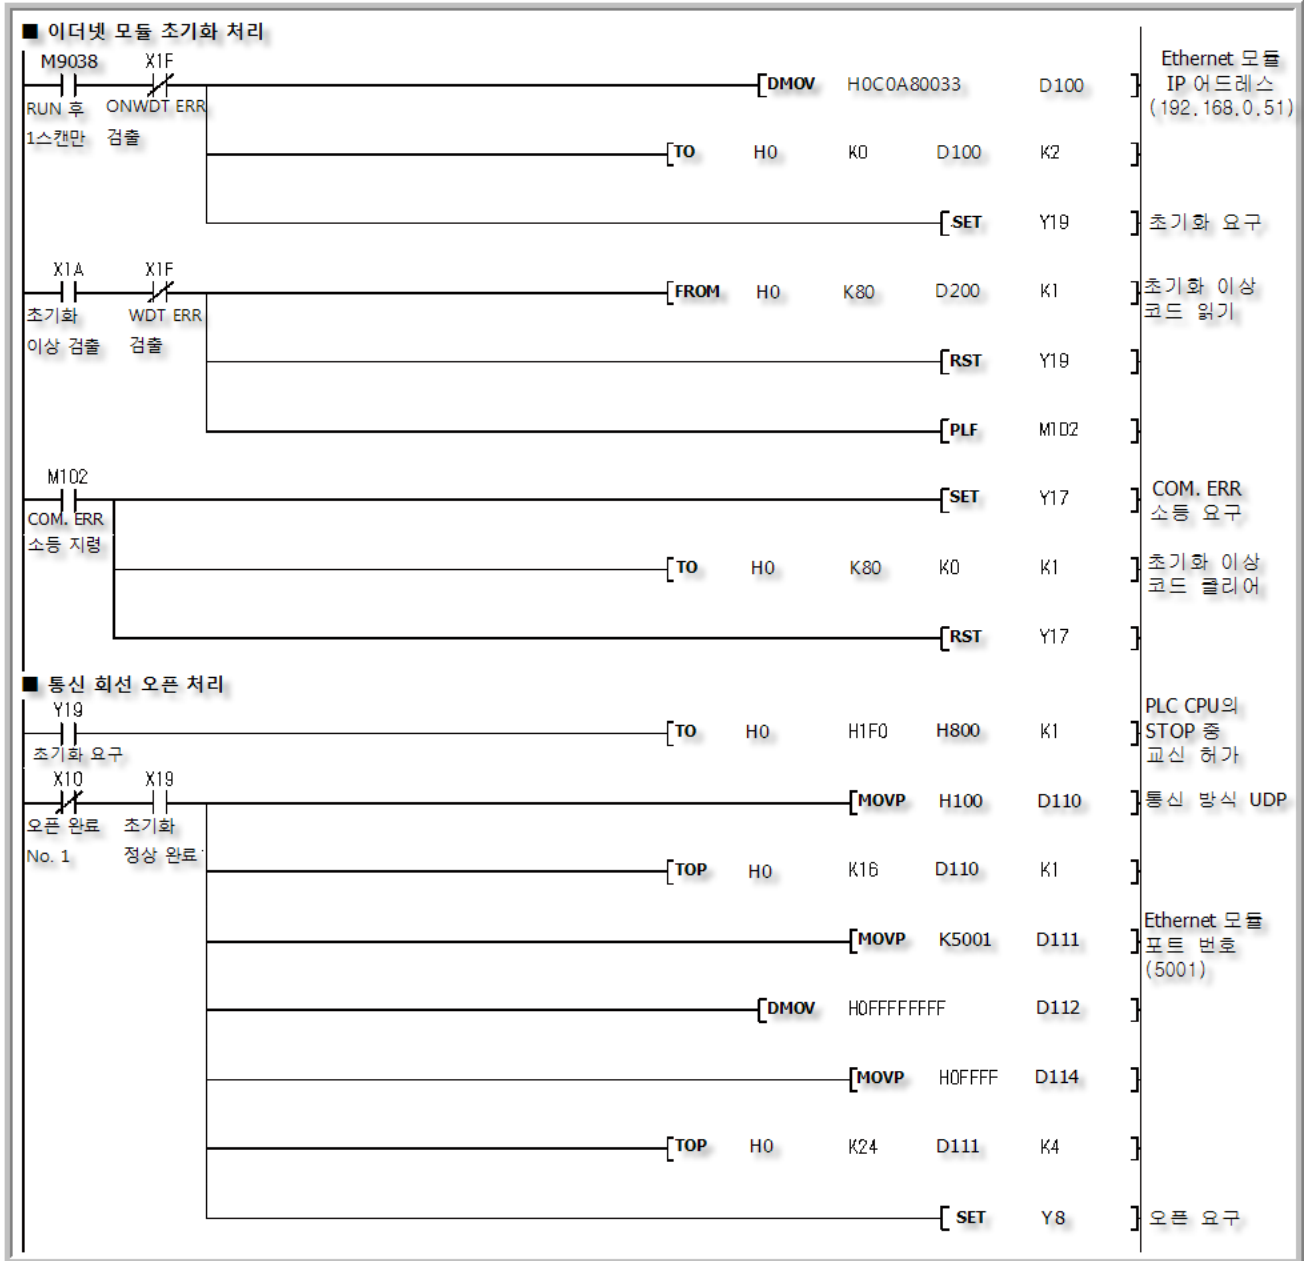 ■ 이더넷 모듈 초기화 처리
M9038 X1F
RUN 후 ONWDT ERR
1스캔만 검출
DMOV H0C0A80033 D100
Ethernet 모듈
IP 어드레스
(192.168.0.51)
TO H0 K0 D100 K2
SET Y19 초기화 요구
X1A X1F
초기화 WDT ERR
이상 검출 검출
FROM H0 K80 D200 K1
초기화 이상
코드 읽기
RST Y19
PLF M102
M102
COM. ERR
소등 지령
SET Y17
COM. ERR
소등 요구
TO H0 K80 K0 K1
초기화 이상
코드 클리어
RST Y17
■ 통신 회선 오픈 처리
Y19
초기화 요구
TO H0 H1F0 H800 K1
PLC CPU의
STOP 중
교신 허가
X10 X19
오픈 완료 초기화
No. 1 정상 완료
MOVP H100 D110 통신 방식 UDP
TOP H0 K16 D110 K1
MOVP K5001 D111
Ethernet 모듈
포트 번호
(5001)
DMOV H0FFFFFFFF D112
MOVP H0FFFF D114
TOP H0 K24 D111 K4
SET Y8 오픈 요구